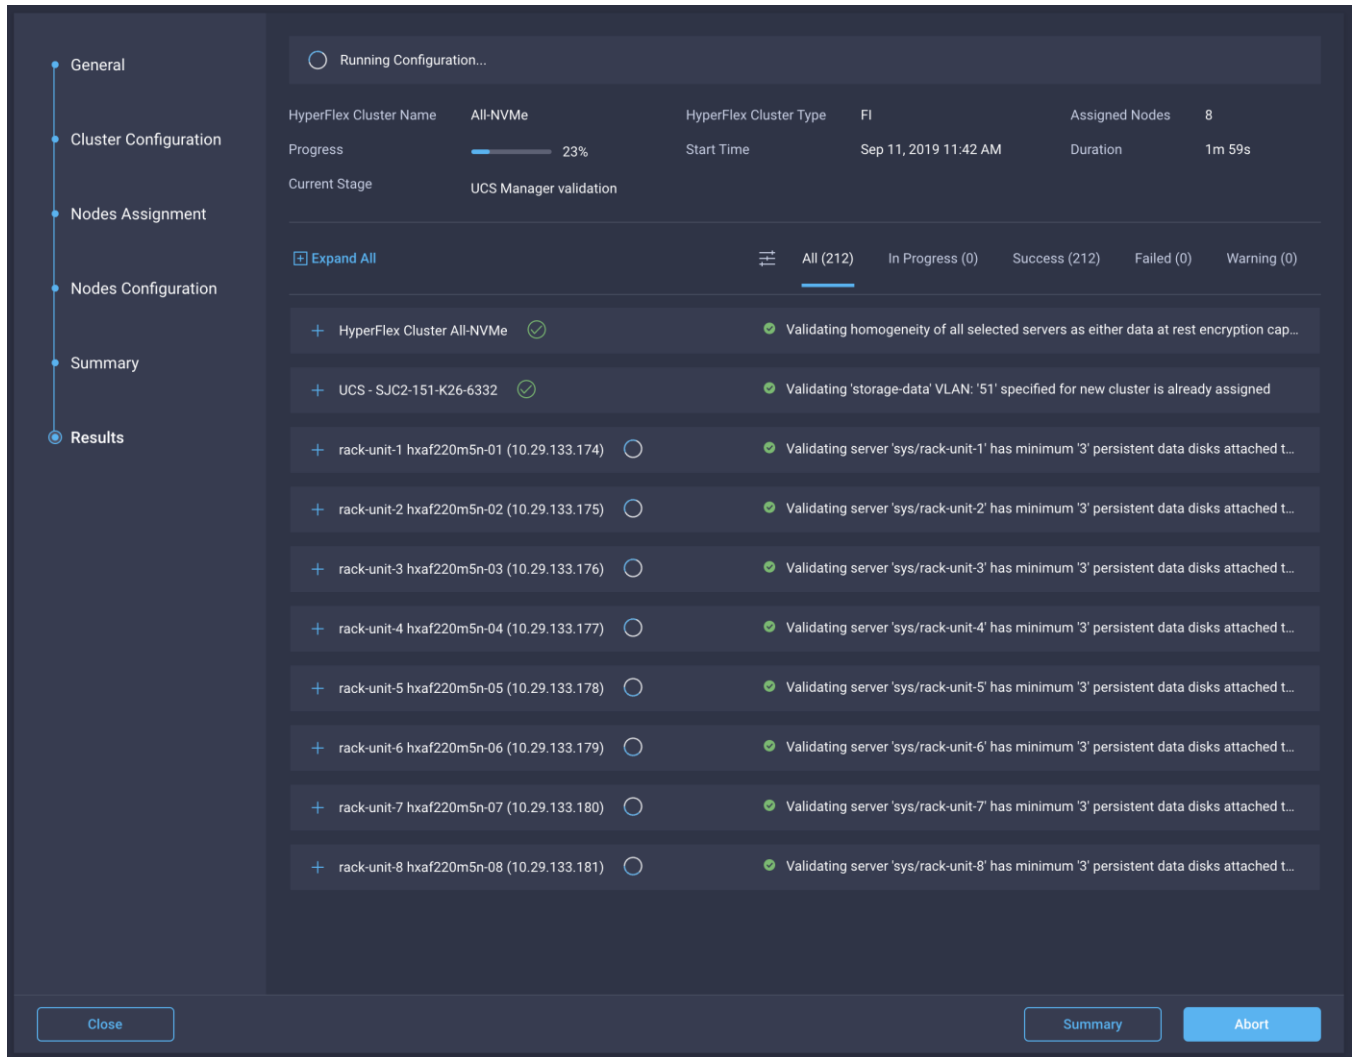 General
Cluster Configuration
Nodes Assignment
Nodes Configuration
Summary
Results
Running Configuration...
HyperFlex Cluster Name All-NVMe HyperFlex Cluster Type FI Assigned Nodes 8
Progress 23% Start Time Sep 11, 2019 11:42 AM Duration 1m 59s
Current Stage UCS Manager validation
Expand All All (212) In Progress (0) Success (212) Failed (0) Warning (0)
HyperFlex Cluster All-NVMe Validating homogeneity of all selected servers as either data at rest encryption cap...
UCS - SJC2-151-K26-6332 Validating 'storage-data' VLAN: '51' specified for new cluster is already assigned
rack-unit-1 hxaf220m5n-01 (10.29.133.174) Validating server 'sys/rack-unit-1' has minimum '3' persistent data disks attached t...
rack-unit-2 hxaf220m5n-02 (10.29.133.175) Validating server 'sys/rack-unit-2' has minimum '3' persistent data disks attached t...
rack-unit-3 hxaf220m5n-03 (10.29.133.176) Validating server 'sys/rack-unit-3' has minimum '3' persistent data disks attached t...
rack-unit-4 hxaf220m5n-04 (10.29.133.177) Validating server 'sys/rack-unit-4' has minimum '3' persistent data disks attached t...
rack-unit-5 hxaf220m5n-05 (10.29.133.178) Validating server 'sys/rack-unit-5' has minimum '3' persistent data disks attached t...
rack-unit-6 hxaf220m5n-06 (10.29.133.179) Validating server 'sys/rack-unit-6' has minimum '3' persistent data disks attached t...
rack-unit-7 hxaf220m5n-07 (10.29.133.180) Validating server 'sys/rack-unit-7' has minimum '3' persistent data disks attached t...
rack-unit-8 hxaf220m5n-08 (10.29.133.181) Validating server 'sys/rack-unit-8' has minimum '3' persistent data disks attached t...
Close Summary Abort